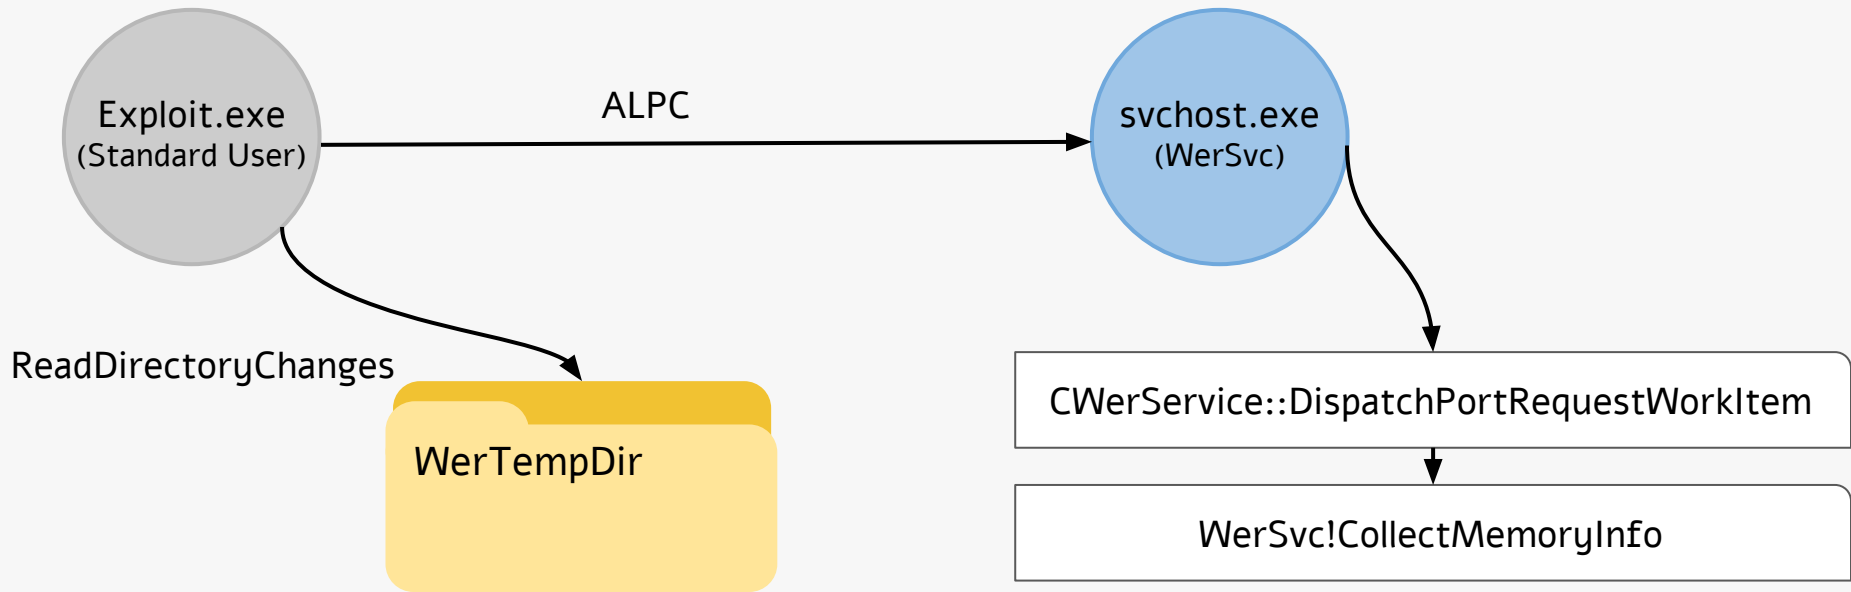 Exploit.exe
(Standard User)
ALPC
svchost.exe
(WerSvc)
ReadDirectoryChanges
WerTempDir
CWerService::DispatchPortRequestWorkItem
WerSvc!CollectMemoryInfo